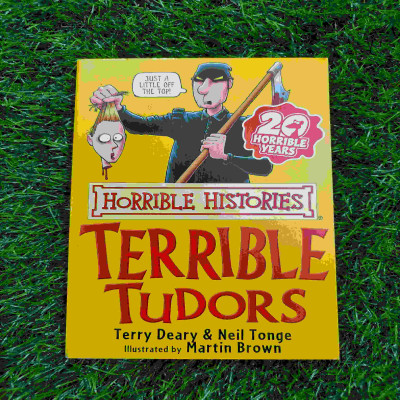 JUST A
LITTLE OFF
THE TOP!
20
HORRIBLE
YEARS
HORRIBLE HISTORIES
TERRIBLE
TUDORS
Terry Deary & Neil Tonge
Illustrated by Martin Brown